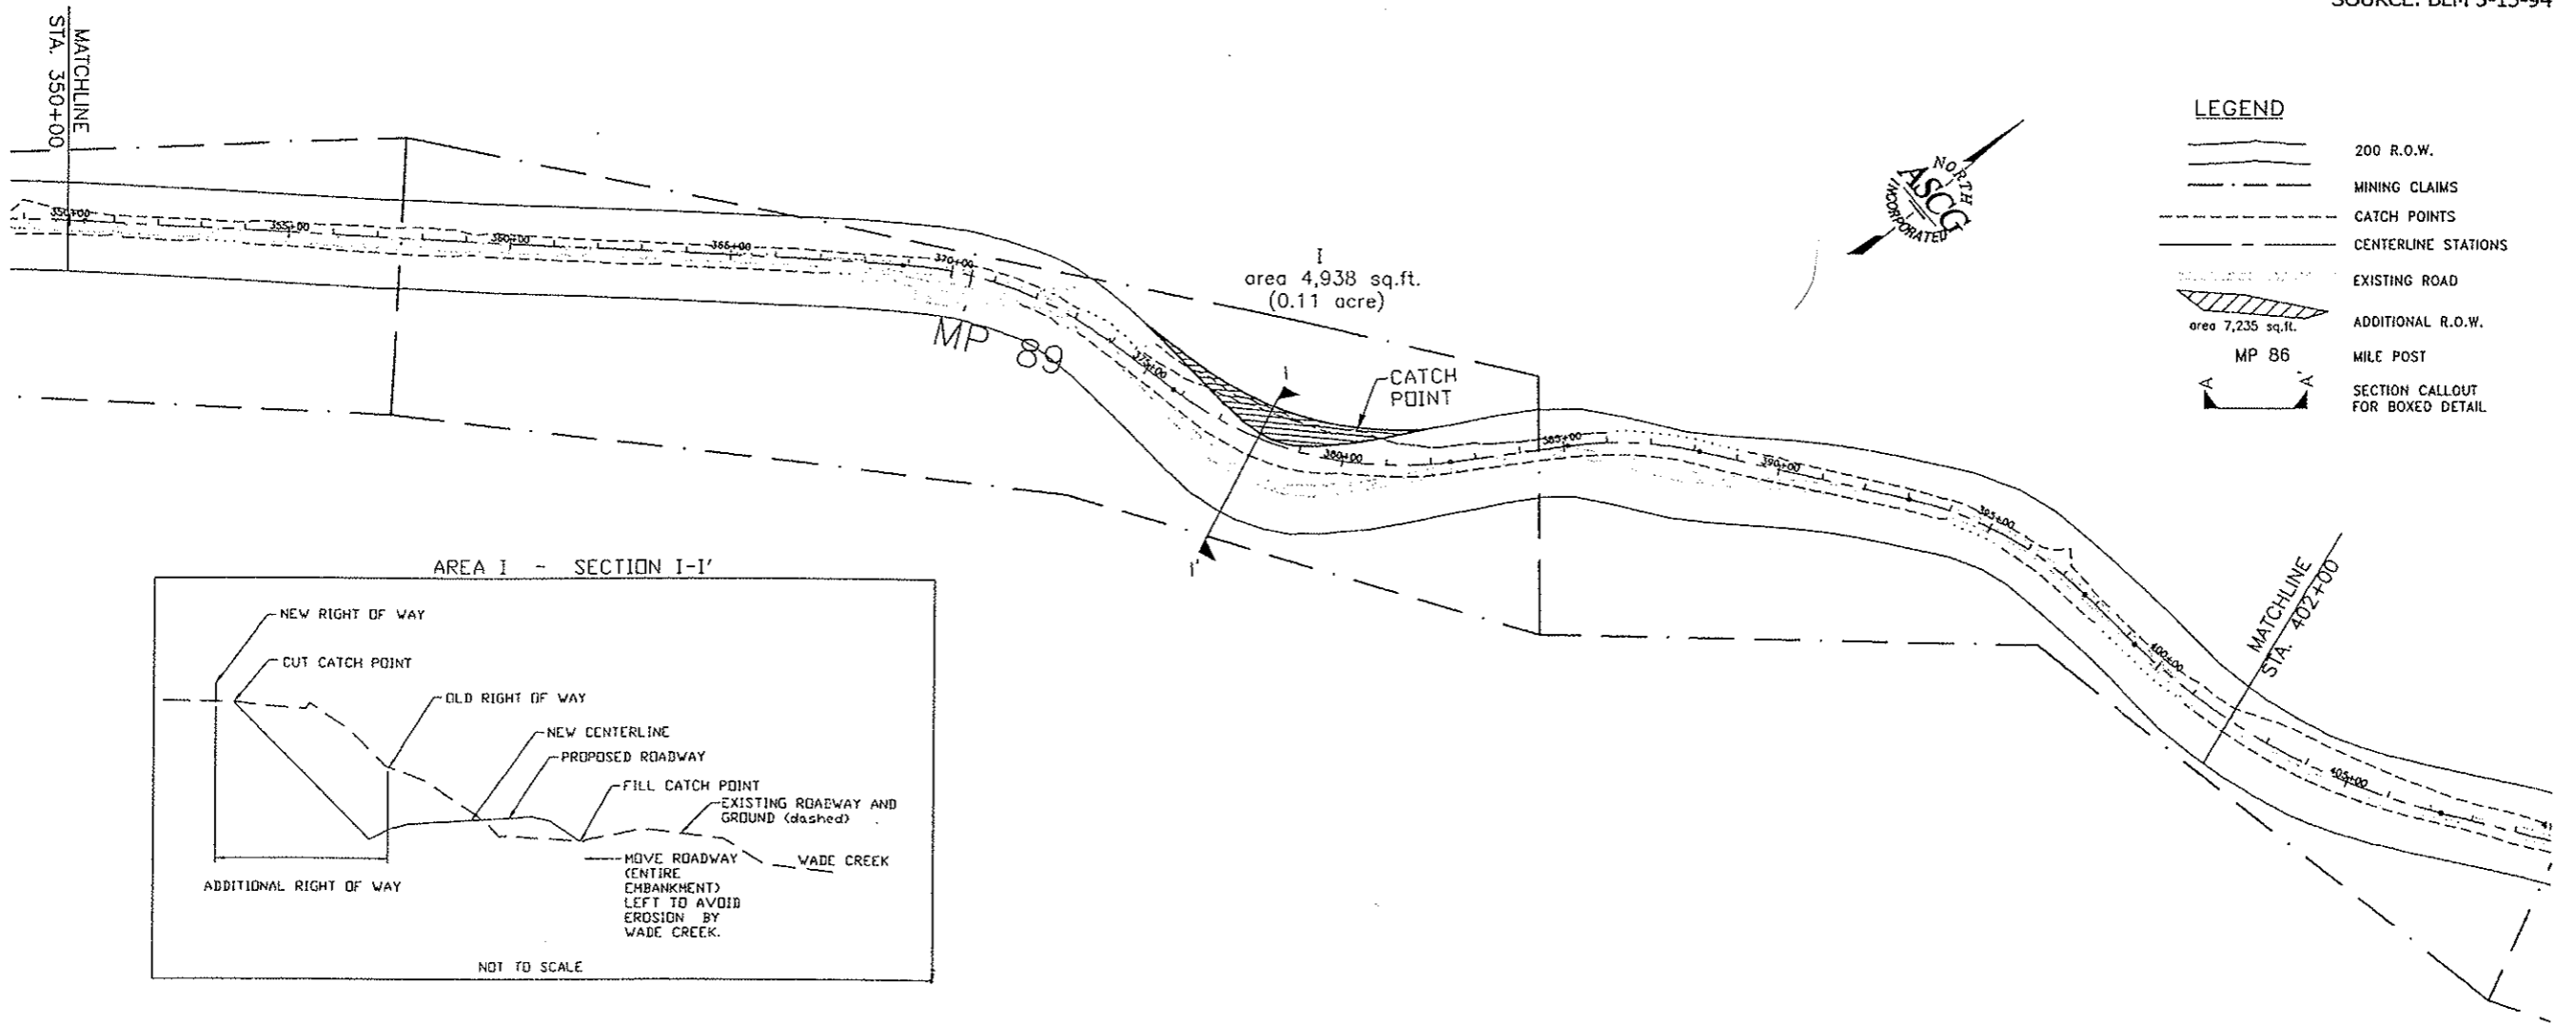 SOURCE: BLM 5-15-94
MATCHLINE
STA. 350+00
350+00
355+00
360+00
365+00
370+00
MP 89
375+00
380+00
385+00
390+00
395+00
400+00
405+00
I
area 4,938 sq.ft.
(0.11 acre)
CATCH
POINT
I
I'
NORTH
ASCG
INCORPORATED
MATCHLINE
STA. 402+00
LEGEND
200 R.O.W.
MINING CLAIMS
CATCH POINTS
CENTERLINE STATIONS
EXISTING ROAD
ADDITIONAL R.O.W.
area 7,235 sq.ft.
MP 86
MILE POST
A
A'
SECTION CALLOUT
FOR BOXED DETAIL
AREA I - SECTION I-I'
NEW RIGHT OF WAY
CUT CATCH POINT
OLD RIGHT OF WAY
NEW CENTERLINE
PROPOSED ROADWAY
FILL CATCH POINT
EXISTING ROADWAY AND
GROUND (dashed)
MOVE ROADWAY
(ENTIRE
EMBANKMENT)
LEFT TO AVOID
EROSION BY
WADE CREEK.
WADE CREEK
ADDITIONAL RIGHT OF WAY
NOT TO SCALE